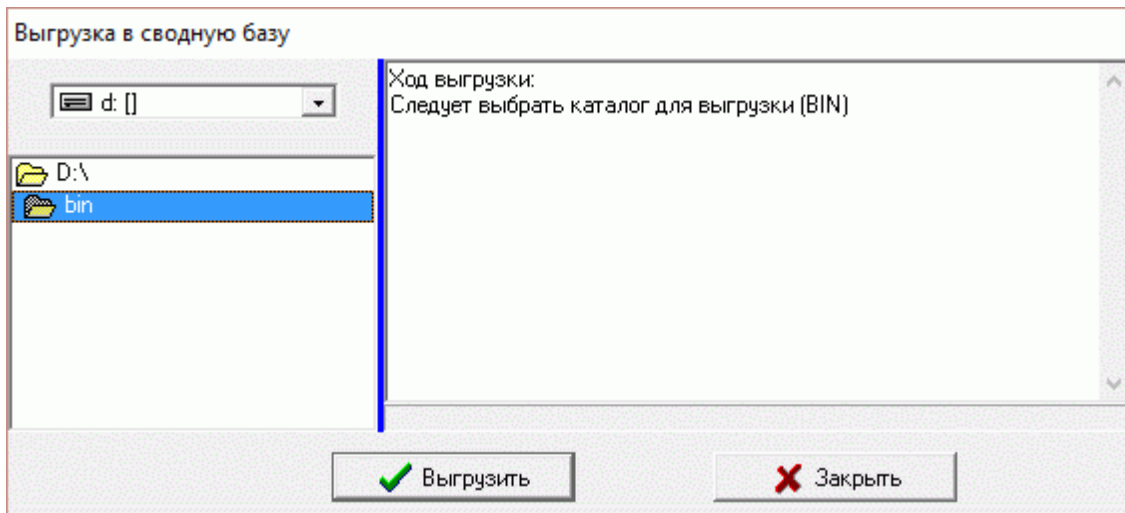 Выгрузка в сводную базу
d: []
D:\
bin
Ход выгрузки:
Следует выбрать каталог для выгрузки (BIN)
Выгрузить
Закрыть